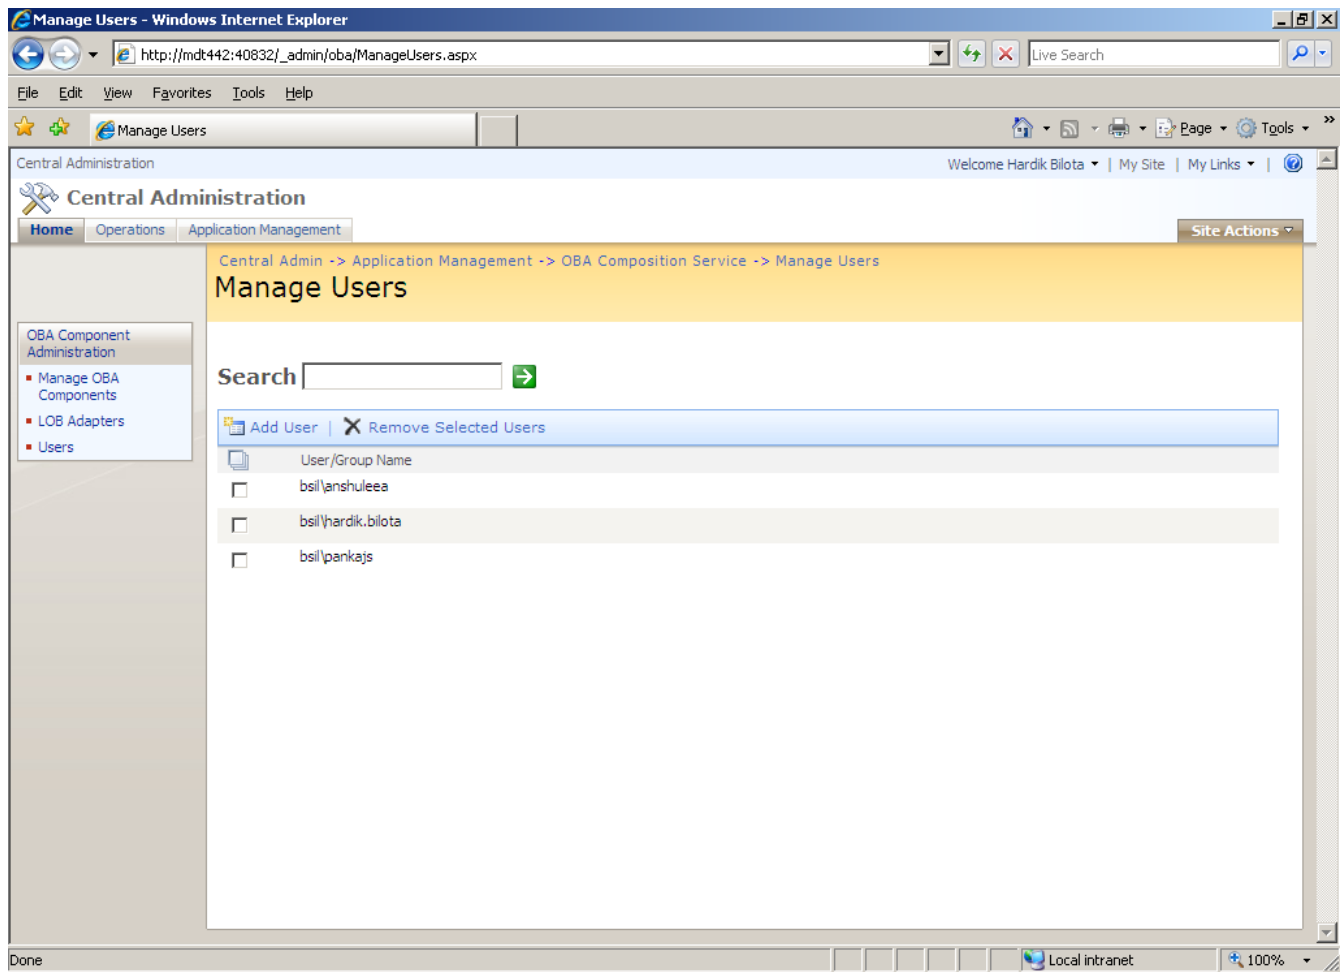 Manage Users - Windows Internet Explorer
http://mdt442:40832/_admin/oba/ManageUsers.aspx
Live Search
File Edit View Favorites Tools Help
Manage Users
Page Tools »
Central Administration
Welcome Hardik Bilota | My Site | My Links |
Central Administration
Home Operations Application Management
Site Actions
Central Admin -> Application Management -> OBA Composition Service -> Manage Users
Manage Users
OBA Component
Administration
Manage OBA
Components
LOB Adapters
Users
Search
Add User | Remove Selected Users
User/Group Name
bsil\anshuleea
bsil\hardik.bilota
bsil\pankajs
Done
Local intranet
100%